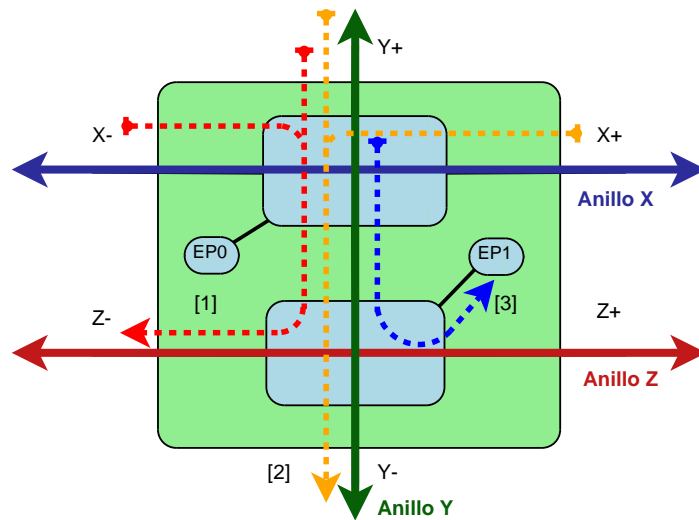 Y+
X-
X+
Anillo X
EP0
EP1
[1]
[3]
Z-
Z+
Anillo Z
[2]
Y-
Anillo Y